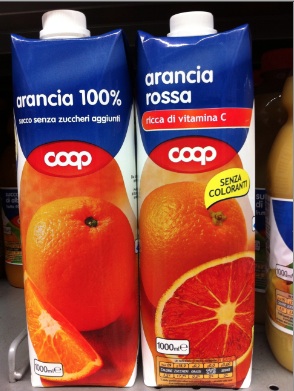 arancia 100%
succo senza zuccheri aggiunti
coop
1000ml e
arancia
rossa
ricca di vitamina C
coop
SENZA
COLORANTI
1000ml e